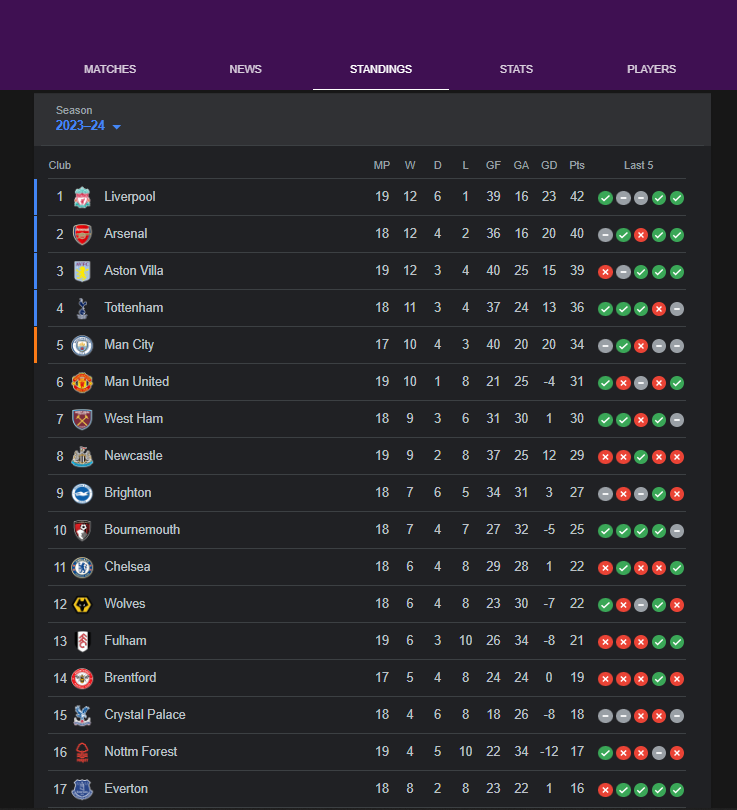 MATCHES NEWS STANDINGS STATS PLAYERS
Season
2023–24
Club MP W D L GF GA GD Pts Last 5
1 Liverpool 19 12 6 1 39 16 23 42
2 Arsenal 18 12 4 2 36 16 20 40
3 Aston Villa 19 12 3 4 40 25 15 39
4 Tottenham 18 11 3 4 37 24 13 36
5 Man City 17 10 4 3 40 20 20 34
6 Man United 19 10 1 8 21 25 -4 31
7 West Ham 18 9 3 6 31 30 1 30
8 Newcastle 19 9 2 8 37 25 12 29
9 Brighton 18 7 6 5 34 31 3 27
10 Bournemouth 18 7 4 7 27 32 -5 25
11 Chelsea 18 6 4 8 29 28 1 22
12 Wolves 18 6 4 8 23 30 -7 22
13 Fulham 19 6 3 10 26 34 -8 21
14 Brentford 17 5 4 8 24 24 0 19
15 Crystal Palace 18 4 6 8 18 26 -8 18
16 Nottm Forest 19 4 5 10 22 34 -12 17
17 Everton 18 8 2 8 23 22 1 16